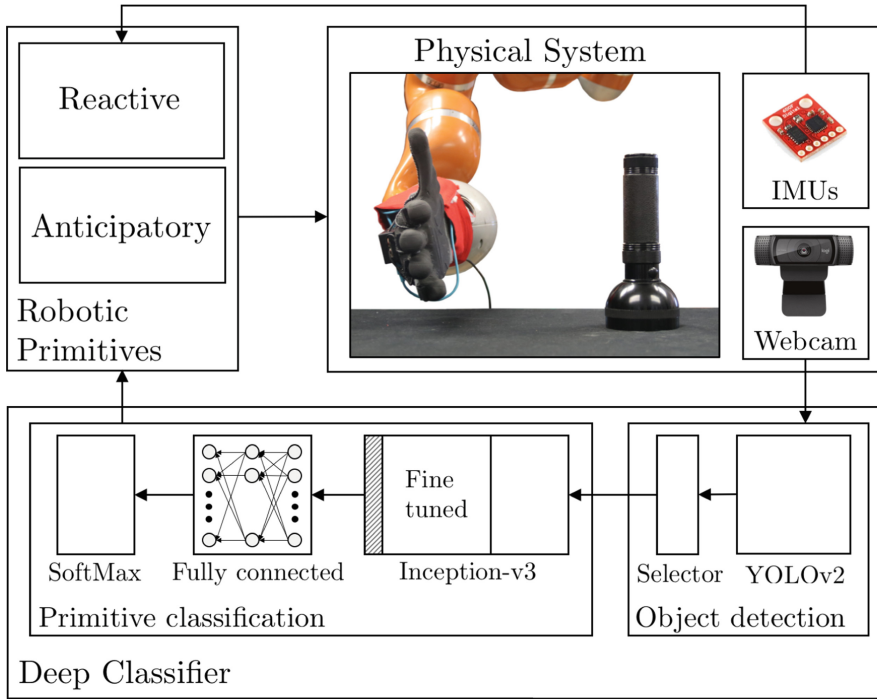 Physical System
Reactive
Anticipatory
IMUs
Robotic
Primitives
Webcam
Fine
tuned
SoftMax
Fully connected
Inception-v3
Selector
YOLOv2
Primitive classification
Object detection
Deep Classifier